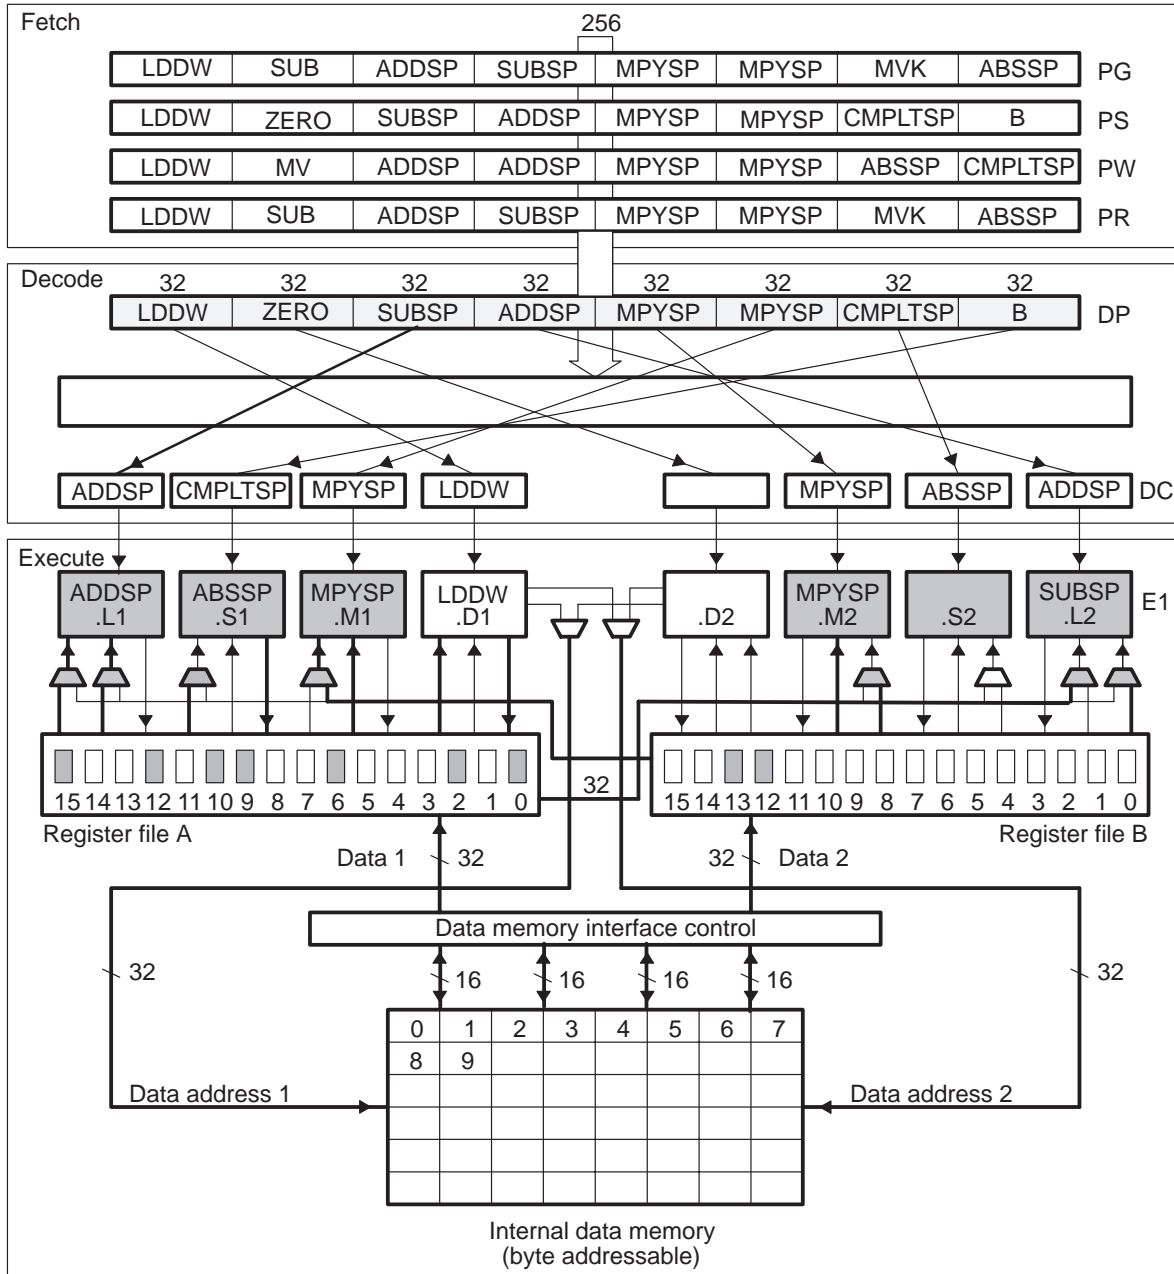 Fetch
256
LDDW SUB ADDSP SUBSP MPYSP MPYSP MVK ABSSP PG
LDDW ZERO SUBSP ADDSP MPYSP MPYSP CMPLTSP B PS
LDDW MV ADDSP ADDSP MPYSP MPYSP ABSSP CMPLTSP PW
LDDW SUB ADDSP SUBSP MPYSP MPYSP MVK ABSSP PR
Decode
32 32 32 32 32 32 32 32
LDDW ZERO SUBSP ADDSP MPYSP MPYSP CMPLTSP B DP
ADDSP CMPLTSP MPYSP LDDW MPYSP ABSSP ADDSP DC
Execute
ADDSP ABSSP MPYSP LDDW MPYSP SUBSP
.L1 .S1 .M1 .D1 .D2 .M2 .S2 .L2 E1
15 14 13 12 11 10 9 8 7 6 5 4 3 2 1 0
32
15 14 13 12 11 10 9 8 7 6 5 4 3 2 1 0
Register file A
Register file B
Data 1 32
32 Data 2
Data memory interface control
32
16 16 16 16
32
0 1 2 3 4 5 6 7
8 9
Data address 1
Data address 2
Internal data memory
(byte addressable)